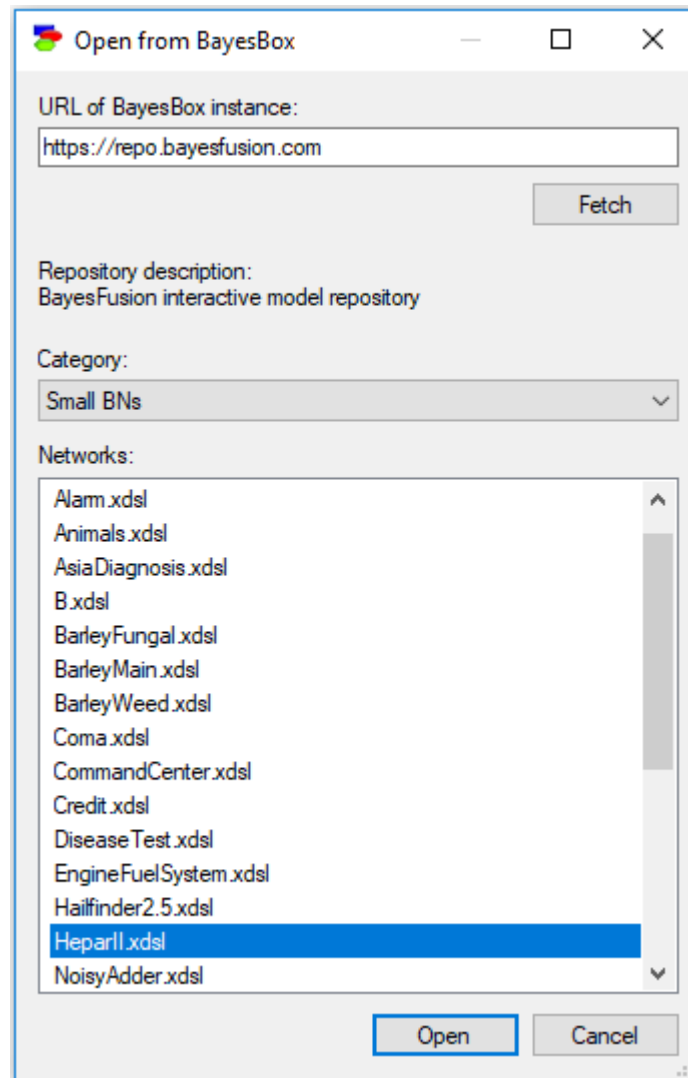 Open from BayesBox
URL of BayesBox instance:
https://repo.bayesfusion.com
Fetch
Repository description:
BayesFusion interactive model repository
Category:
Small BNs
Networks:
Alarm.xdsl
Animals.xdsl
AsiaDiagnosis.xdsl
B.xdsl
BarleyFungal.xdsl
BarleyMain.xdsl
BarleyWeed.xdsl
Coma.xdsl
CommandCenter.xdsl
Credit.xdsl
DiseaseTest.xdsl
EngineFuelSystem.xdsl
Hailfinder2.5.xdsl
HeparII.xdsl
NoisyAdder.xdsl
Open Cancel